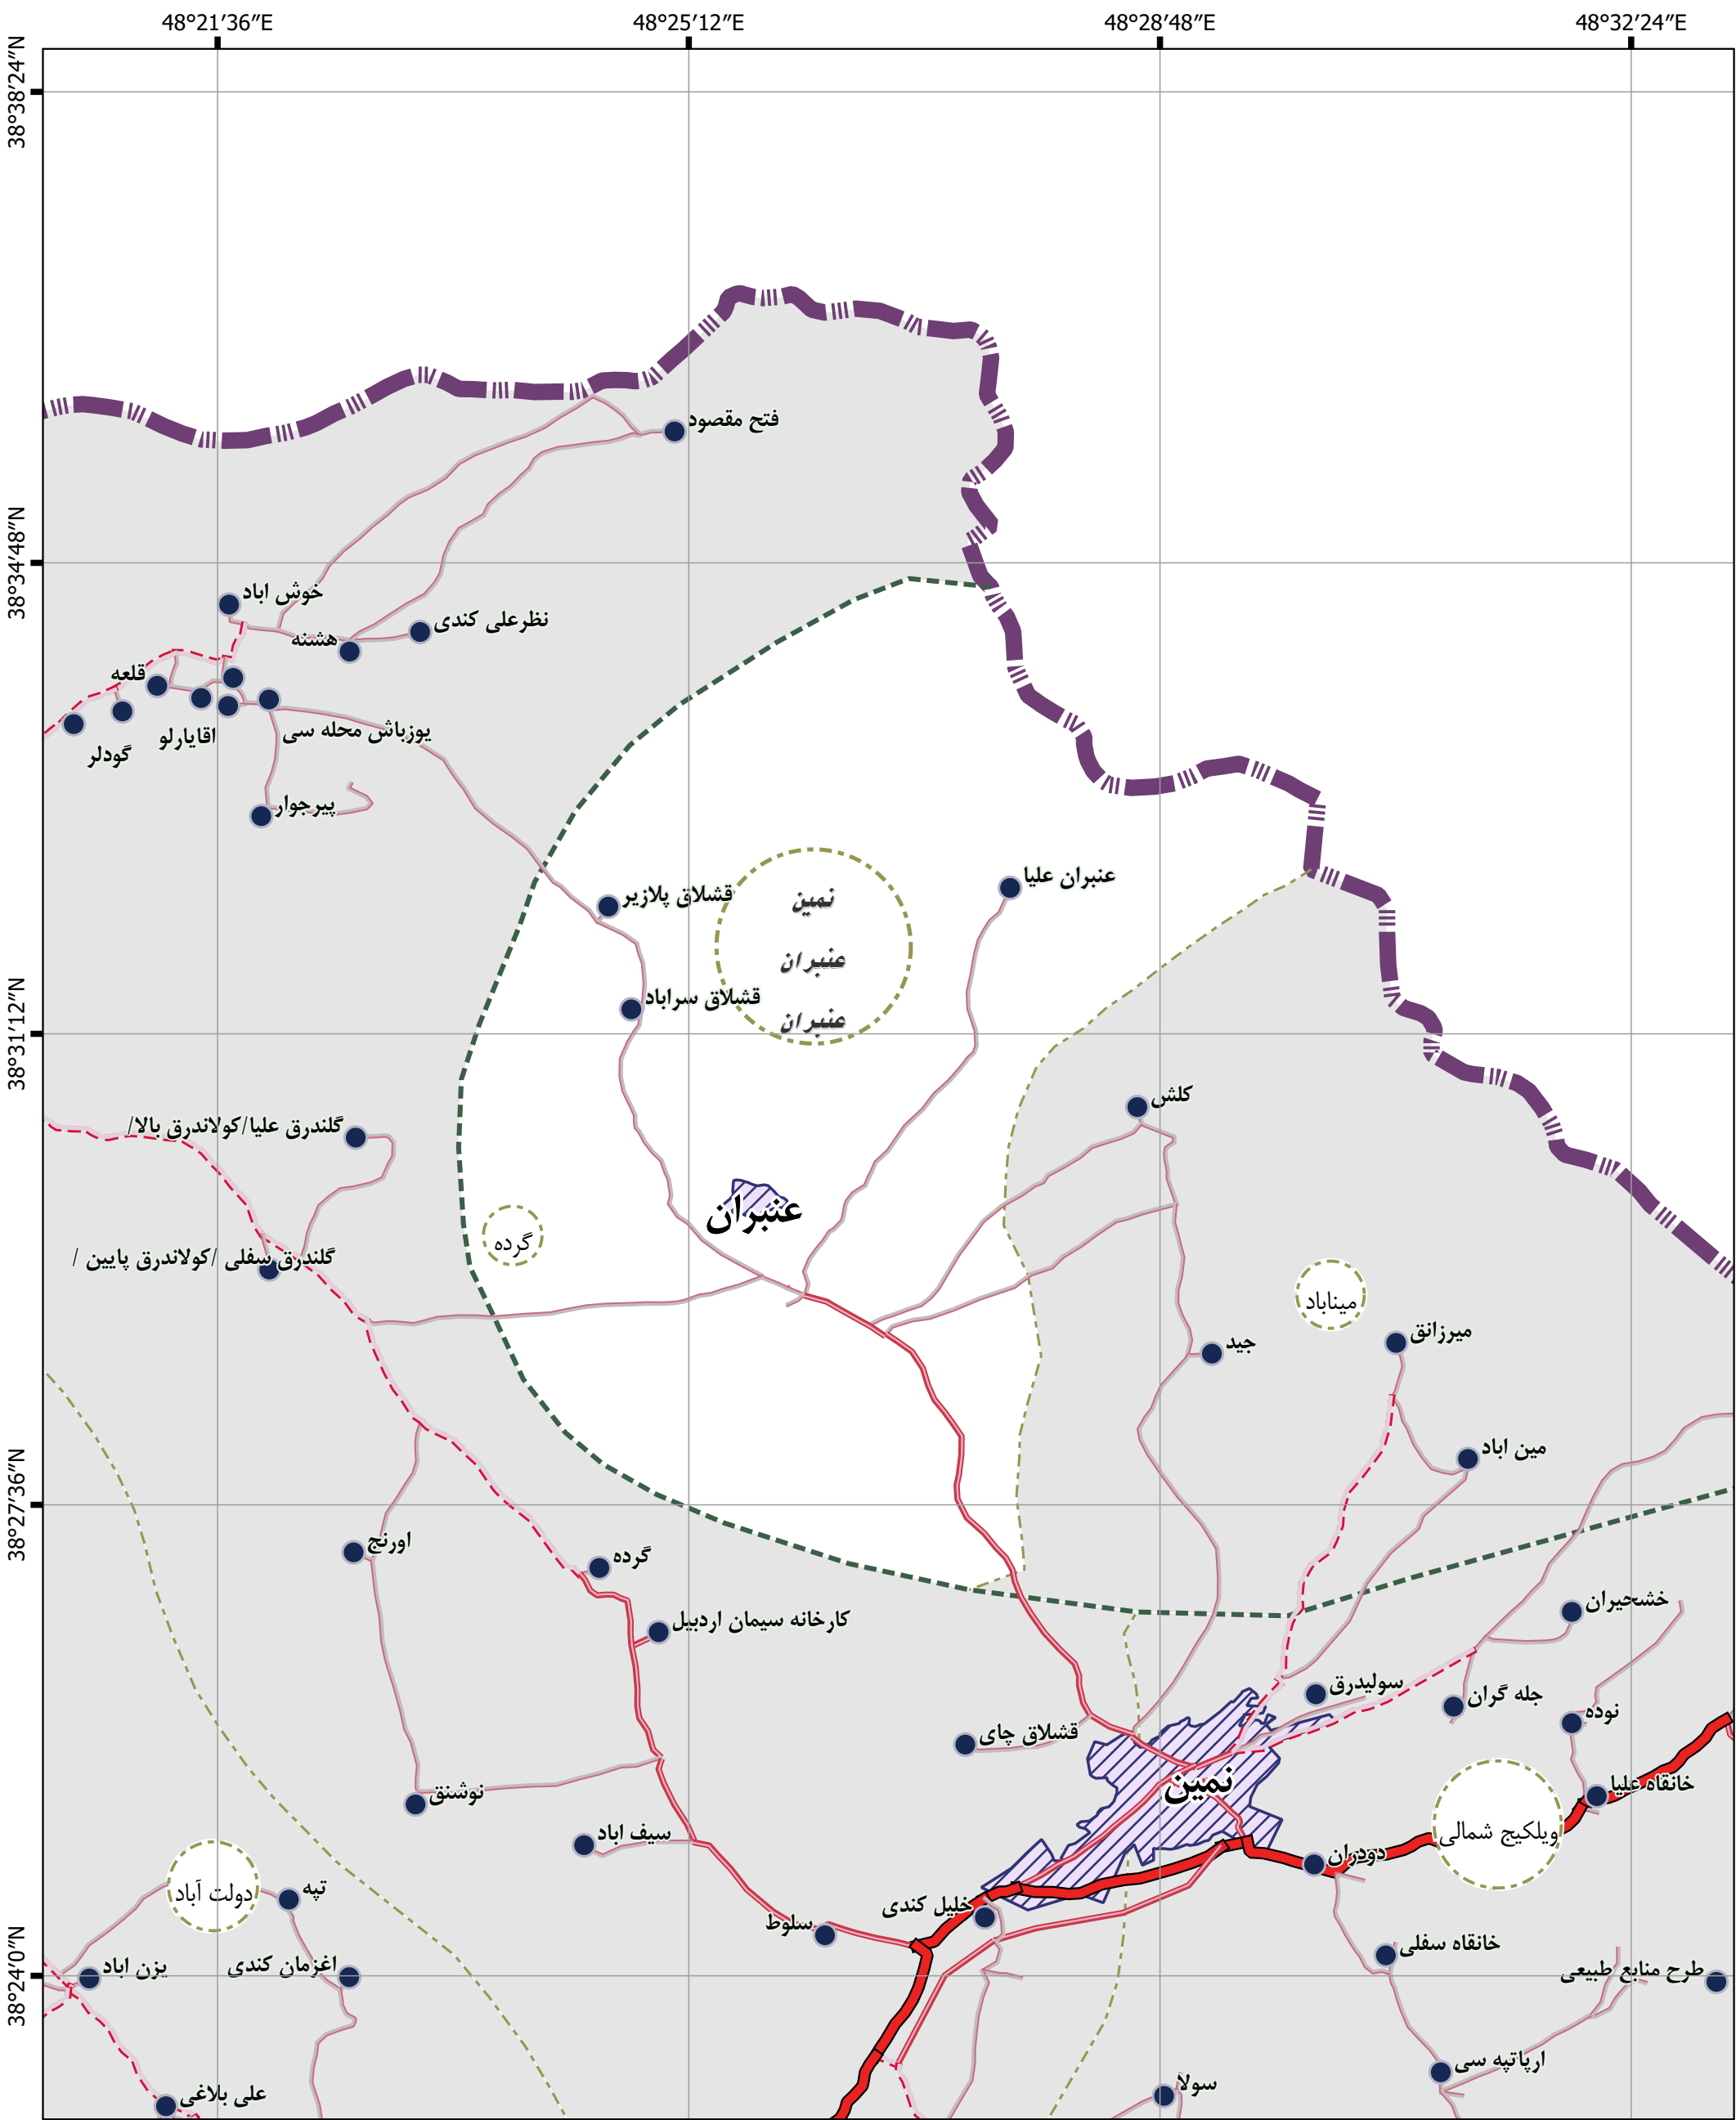 48°21′36″E
48°25′12″E
48°28′48″E
48°32′24″E
38°38′24″N
38°34′48″N
38°31′12″N
38°27′36″N
38°24′0″N
فتح مقصود
خوش اباد
نظرعلی کندی
هشنه
قلعه
یوزباش محله سی
اقایارلو
گودلر
پیرجوار
عنبران علیا
قشلاق پلازیر
نمین
عنبران
عنبران
قشلاق سراباد
کلش
گلندرق علیا/کولاندرق بالا/
عنبران
گرده
گلندرق سفلی /کولاندرق پایین /
میناباد
میرزانق
جید
مین اباد
اورنج
گرده
خشحیران
کارخانه سیمان اردبیل
سولیدرق
جله گران
نوده
قشلاق چای
نمین
خانقاه علیا
نوشنق
ویلکیج شمالی
سیف اباد
دودران
تپه
دولت آباد
خلیل کندی
سلوط
خانقاه سفلی
یزن اباد
اغزمان کندی
طرح منابع طبیعی
ارپاتپه سی
سولا
علی بلاغی